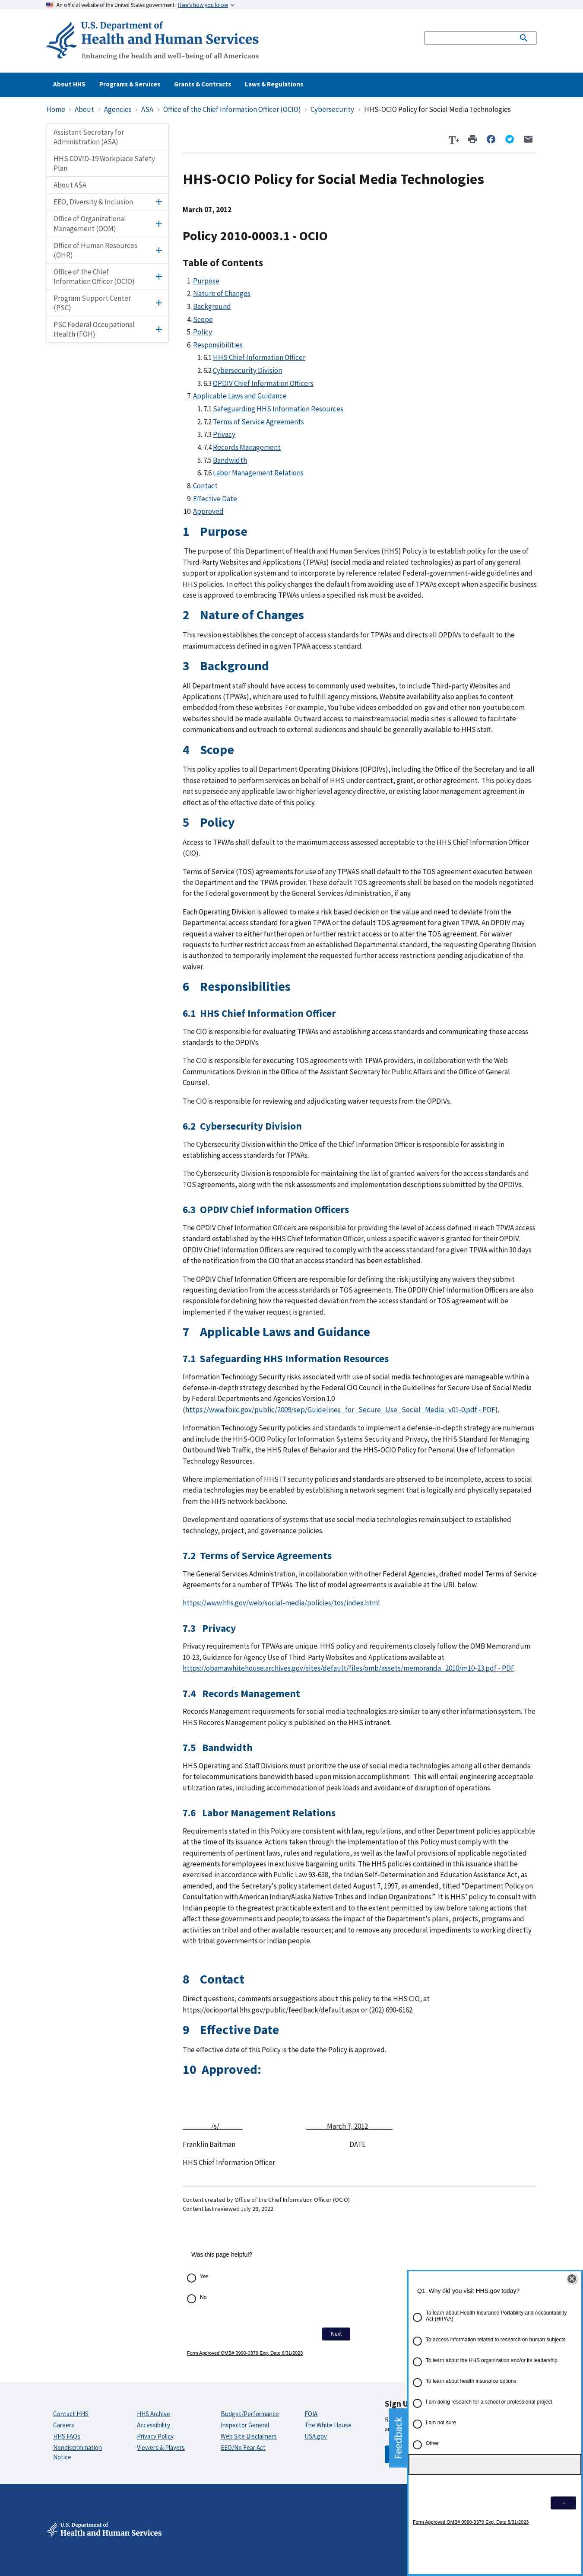 An official website of the United States government Here's how you know
U.S. Department of
Health and Human Services
Enhancing the health and well-being of all Americans
About HHS Programs & Services Grants & Contracts Laws & Regulations
Home › About › Agencies › ASA › Office of the Chief Information Officer (OCIO) › Cybersecurity › HHS-OCIO Policy for Social Media Technologies
Assistant Secretary for
Administration (ASA)
HHS COVID-19 Workplace Safety
Plan
About ASA
EEO, Diversity & Inclusion
Office of Organizational
Management (OOM)
Office of Human Resources
(OHR)
Office of the Chief
Information Officer (OCIO)
Program Support Center
(PSC)
PSC Federal Occupational
Health (FOH)
T+
HHS-OCIO Policy for Social Media Technologies
March 07, 2012
Policy 2010-0003.1 - OCIO
Table of Contents
1. Purpose
2. Nature of Changes
3. Background
4. Scope
5. Policy
6. Responsibilities
1. 6.1 HHS Chief Information Officer
2. 6.2 Cybersecurity Division
3. 6.3 OPDIV Chief Information Officers
7. Applicable Laws and Guidance
1. 7.1 Safeguarding HHS Information Resources
2. 7.2 Terms of Service Agreements
3. 7.3 Privacy
4. 7.4 Records Management
5. 7.5 Bandwidth
6. 7.6 Labor Management Relations
8. Contact
9. Effective Date
10. Approved
1 Purpose
The purpose of this Department of Health and Human Services (HHS) Policy is to establish policy for the use of
Third-Party Websites and Applications (TPWAs) (social media and related technologies) as part of any general
support or application system and to incorporate by reference related Federal-government-wide guidelines and
HHS policies. In effect this policy changes the default from avoiding use of TPWAs except when a specific business
case is approved to embracing TPWAs unless a specified risk must be avoided.
2 Nature of Changes
This revision establishes the concept of access standards for TPWAs and directs all OPDIVs to default to the
maximum access defined in a given TPWA access standard.
3 Background
All Department staff should have access to commonly used websites, to include Third-party Websites and
Applications (TPWAs), which are used to fulfill agency missions. Website availability applies to content
embedded from these websites. For example, YouTube videos embedded on .gov and other non-youtube.com
websites should be made available. Outward access to mainstream social media sites is allowed to facilitate
communications and outreach to external audiences and should be generally available to HHS staff.
4 Scope
This policy applies to all Department Operating Divisions (OPDIVs), including the Office of the Secretary and to all
those retained to perform services on behalf of HHS under contract, grant, or other agreement. This policy does not
supersede any applicable law or higher level agency directive, or existing labor management agreement in
effect as of the effective date of this policy.
5 Policy
Access to TPWAs shall default to the maximum access assessed acceptable to the HHS Chief Information Officer
(CIO).
Terms of Service (TOS) agreements for use of any TPWAS shall default to the TOS agreement executed between
the Department and the TPWA provider. These default TOS agreements shall be based on the models negotiated
for the Federal government by the General Services Administration, if any.
Each Operating Division is allowed to make a risk based decision on the value and need to deviate from the
Departmental access standard for a given TPWA or the default TOS agreement for a given TPWA. An OPDIV may
request a waiver to either further open or further restrict access or to alter the TOS agreement. For waiver
requests to further restrict access from an established Departmental standard, the requesting Operating Division
is authorized to temporarily implement the requested further access restrictions pending adjudication of the
waiver.
6 Responsibilities
6.1 HHS Chief Information Officer
The CIO is responsible for evaluating TPWAs and establishing access standards and communicating those access
standards to the OPDIVs.
The CIO is responsible for executing TOS agreements with TPWA providers, in collaboration with the Web
Communications Division in the Office of the Assistant Secretary for Public Affairs and the Office of General
Counsel.
The CIO is responsible for reviewing and adjudicating waiver requests from the OPDIVs.
6.2 Cybersecurity Division
The Cybersecurity Division within the Office of the Chief Information Officer is responsible for assisting in
establishing access standards for TPWAs.
The Cybersecurity Division is responsible for maintaining the list of properly granted waivers for the access standards and
TOS agreements, along with the risk assessments and implementation descriptions submitted by the OPDIVs.
6.3 OPDIV Chief Information Officers
The OPDIV Chief Information Officers are responsible for providing the level of access defined in each TPWA access
standard established by the HHS Chief Information Officer, unless a specific waiver is granted for their OPDIV.
OPDIV Chief Information Officers are required to comply with the access standard for a given TPWA within 30 days
of the notification from the CIO that an access standard has been established.
The OPDIV Chief Information Officers are responsible for defining the risk justifying any waivers they submit
requesting deviation from the access standards or TOS agreements. The OPDIV Chief Information Officers are also
responsible for defining the requested deviation from the access standard or TOS agreement which will be
implemented if the waiver request is granted.
7 Applicable Laws and Guidance
7.1 Safeguarding HHS Information Resources
Information Technology Security risks associated with use of social media technologies are manageable within a
defense-in-depth strategy described by the Federal CIO Council in the Guidelines for Secure Use of Social Media
by Federal Departments and Agencies Version 1.0
(https://www.fbiic.gov/public/2009/sep/Guidelines_for_Secure_Use_Social_Media_v01-0.pdf - PDF).
Information Technology Security policies and standards to implement a defense-in-depth strategy are numerous
and include the HHS-OCIO Policy for Information Systems Security and Privacy, the HHS Standard for Managing
Outbound Web Traffic, the HHS Rules of Behavior and the HHS-OCIO Policy for Personal Use of Information
Technology Resources.
Where implementation of HHS IT security policies and standards are observed to be incomplete, access to social
media technologies may be enabled by establishing a network segment that is logically and physically separated
from the HHS network backbone.
Development and operations of systems that use social media technologies remain subject to established
technology, project, and governance policies.
7.2 Terms of Service Agreements
The General Services Administration, in collaboration with other Federal Agencies, drafted model Terms of Service
Agreements for a number of TPWAs. The list of model agreements is available at the URL below.
https://www.hhs.gov/web/social-media/policies/tos/index.html
7.3 Privacy
Privacy requirements for TPWAs are unique. HHS policy and requirements closely follow the OMB Memorandum
10-23, Guidance for Agency Use of Third-Party Websites and Applications available at
https://obamawhitehouse.archives.gov/sites/default/files/omb/assets/memoranda_2010/m10-23.pdf - PDF.
7.4 Records Management
Records Management requirements for social media technologies are similar to any other information system. The
HHS Records Management policy is published on the HHS intranet.
7.5 Bandwidth
HHS Operating and Staff Divisions must prioritize the use of social media technologies among all other demands
for telecommunications bandwidth based on mission accomplishment. This will entail engineering acceptable
utilization rates, including accommodation of peak loads and avoidance of disruption of operations.
7.6 Labor Management Relations
Requirements stated in this Policy are consistent with law, regulations, and other Department policies applicable
at the time of its issuance. Actions taken through the implementation of this Policy must comply with the
requirements of pertinent laws, rules and regulations, as well as the lawful provisions of applicable negotiated
agreements for employees in exclusive bargaining units. The HHS policies contained in this issuance shall be
exercised in accordance with Public Law 93-638, the Indian Self-Determination and Education Assistance Act, as
amended, and the Secretary's policy statement dated August 7, 1997, as amended, titled "Department Policy on
Consultation with American Indian/Alaska Native Tribes and Indian Organizations." It is HHS' policy to consult with
Indian people to the greatest practicable extent and to the extent permitted by law before taking actions that
affect these governments and people; to assess the impact of the Department's plans, projects, programs and
activities on tribal and other available resources; and to remove any procedural impediments to working directly
with tribal governments or Indian people.
8 Contact
Direct questions, comments or suggestions about this policy to the HHS CIO, at
https://ocioportal.hhs.gov/public/feedback/default.aspx or (202) 690-6162.
9 Effective Date
The effective date of this Policy is the date the Policy is approved.
10 Approved:
/s/ March 7, 2012
Franklin Baitman DATE
HHS Chief Information Officer
Content created by Office of the Chief Information Officer (OCIO)
Content last reviewed July 28, 2022
Was this page helpful?
Yes
No
Next
Form Approved OMB# 0990-0379 Exp. Date 8/31/2023
Q1. Why did you visit HHS.gov today?
To learn about Health Insurance Portability and Accountability
Act (HIPAA)
To access information related to research on human subjects
To learn about the HHS organization and/or its leadership
To learn about health insurance options
I am doing research for a school or professional project
I am not sure
Other
→
Form Approved OMB# 0990-0379 Exp. Date 8/31/2023
Feedback
Contact HHS
Careers
HHS FAQs
Nondiscrimination
Notice
HHS Archive
Accessibility
Privacy Policy
Viewers & Players
Budget/Performance
Inspector General
Web Site Disclaimers
EEO/No Fear Act
FOIA
The White House
USA.gov
Sign U
U.S. Department of
Health and Human Services